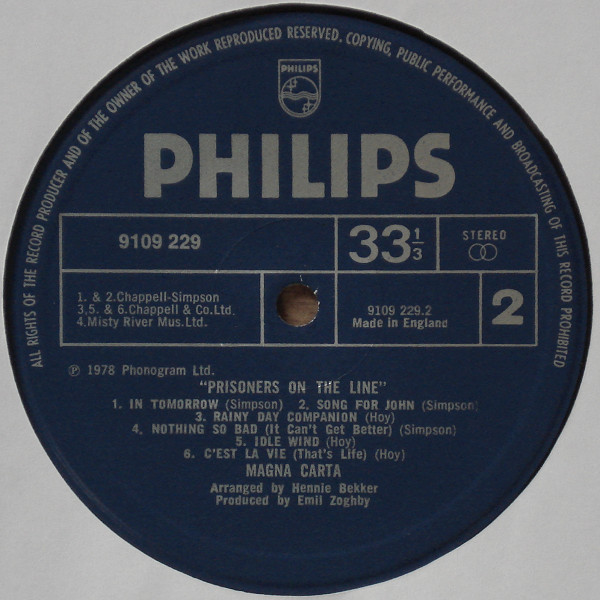 ALL RIGHTS OF THE RECORD PRODUCER AND OF THE OWNER OF THE WORK REPRODUCED RESERVED. COPYING, PUBLIC PERFORMANCE AND BROADCASTING OF THIS RECORD PROHIBITED
PHILIPS
PHILIPS
9109 229
33 1/3
STEREO
1. & 2.Chappell-Simpson
3,5. & 6.Chappell & Co.Ltd.
4.Misty River Mus.Ltd.
9109 229.2
Made in England
2
Ⓟ 1978 Phonogram Ltd.
"PRISONERS ON THE LINE"
1. IN TOMORROW (Simpson) 2. SONG FOR JOHN (Simpson)
3. RAINY DAY COMPANION (Hoy)
4. NOTHING SO BAD (It Can't Get Better) (Simpson)
5. IDLE WIND (Hoy)
6. C'EST LA VIE (That's Life) (Hoy)
MAGNA CARTA
Arranged by Hennie Bekker
Produced by Emil Zoghby